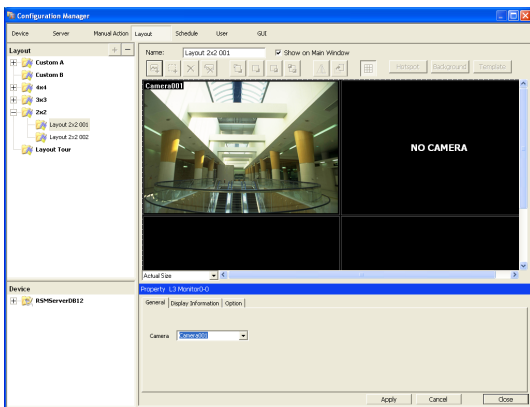 Configuration Manager
Device Server Manual Action Layout Schedule User GUI
Layout
Custom A
Custom B
4x4
3x3
2x2
Layout 2x2 001
Layout 2x2 002
Layout Tour
Name: Layout 2x2 001 Show on Main Window
Hotspot Background Template
Camera001
NO CAMERA
Actual Size
Device
RSMServerDB12
Property L3 Monitor0-0
General Display Information Option
Camera Camera001
Apply Cancel Close